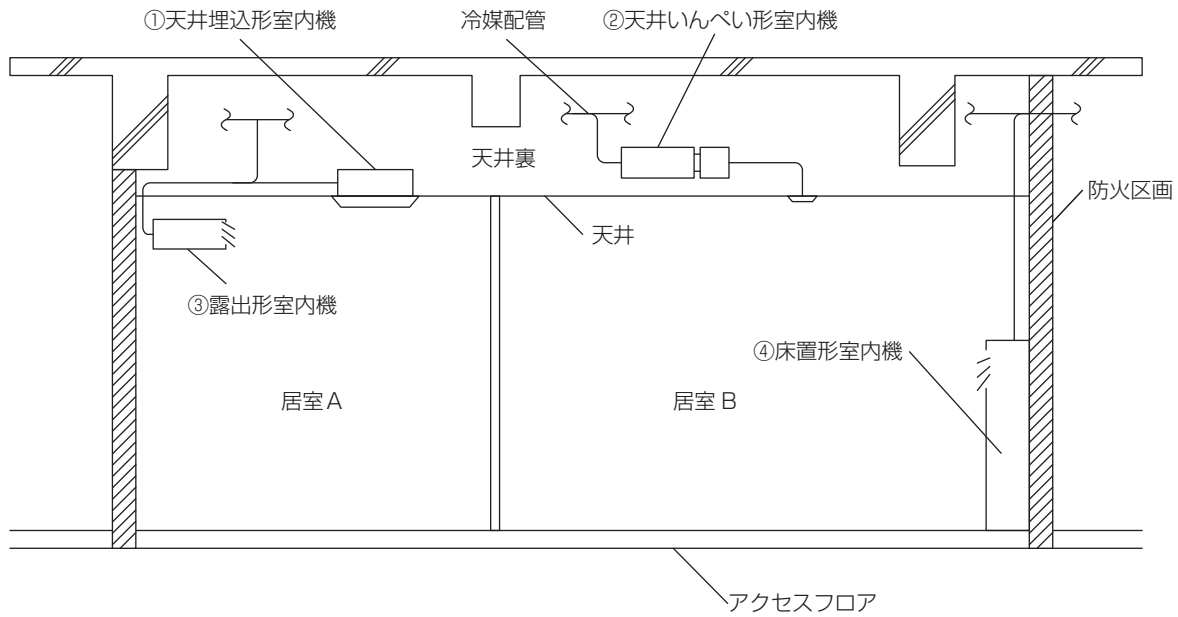 ①天井埋込形室内機
冷媒配管
②天井いんぺい形室内機
天井裏
防火区画
天井
③露出形室内機
④床置形室内機
居室A
居室B
アクセスフロア